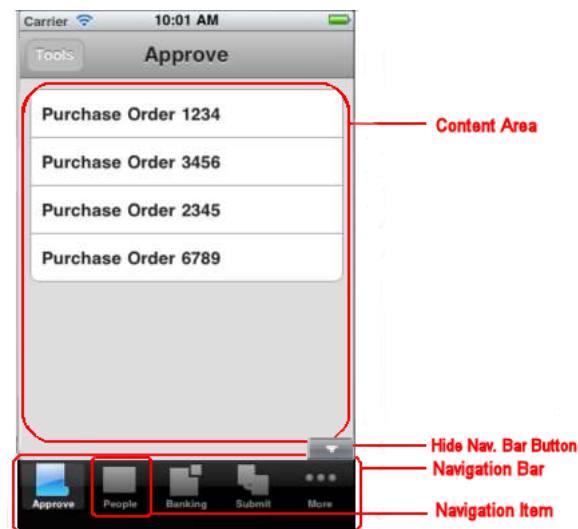 Carrier 10:01 AM
Tools Approve
Purchase Order 1234
Purchase Order 3456
Purchase Order 2345
Purchase Order 6789
Content Area
Hide Nav. Bar Button
Navigation Bar
Approve People Banking Submit More
Navigation Item